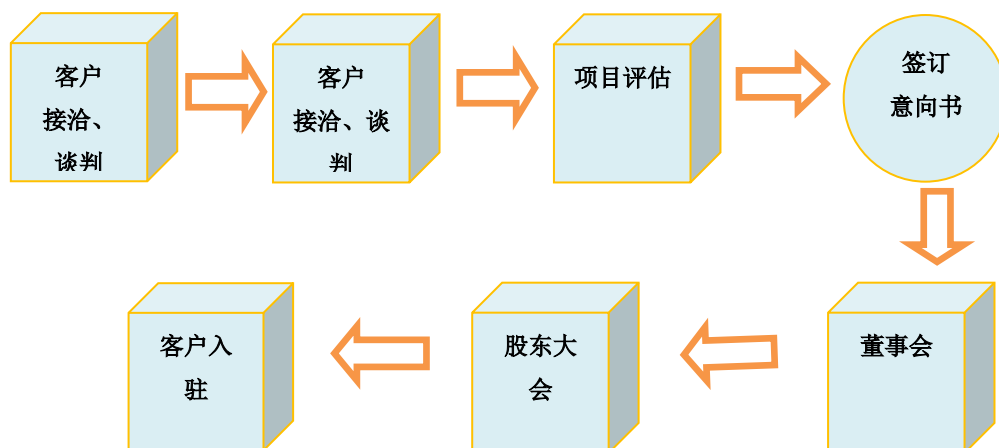 客户
接洽、
谈判
客户
接洽、谈
判
项目评估
签订
意向书
董事会
股东大
会
客户入
驻